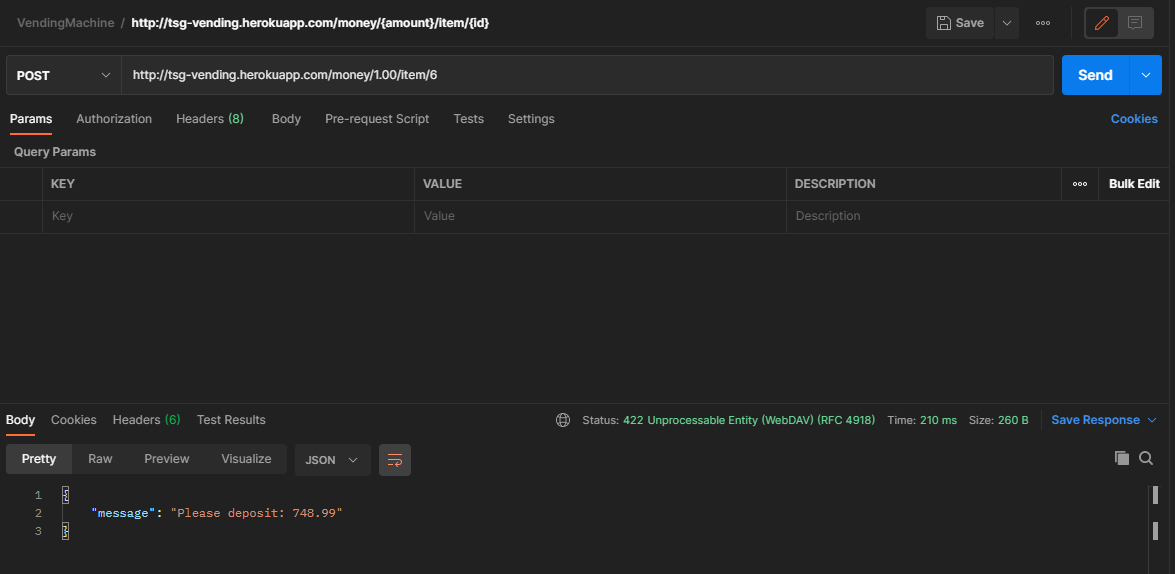 VendingMachine / http://tsg-vending.herokuapp.com/money/{amount}/item/{id}
Save
POST
http://tsg-vending.herokuapp.com/money/1.00/item/6
Send
Params Authorization Headers (8) Body Pre-request Script Tests Settings Cookies
Query Params
KEY VALUE DESCRIPTION Bulk Edit
Key Value Description
Body Cookies Headers (6) Test Results Status: 422 Unprocessable Entity (WebDAV) (RFC 4918) Time: 210 ms Size: 260 B Save Response
Pretty Raw Preview Visualize JSON
1 {
2 "message": "Please deposit: 748.99"
3 }